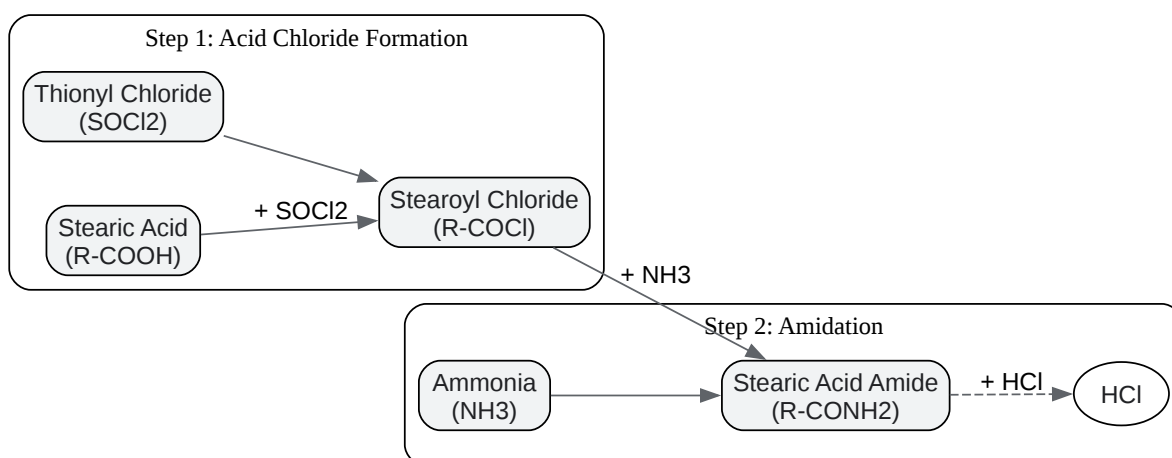 Step 1: Acid Chloride Formation
Thionyl Chloride
(SOCl2)
Stearic Acid
(R-COOH)
+ SOCl2
Stearoyl Chloride
(R-COCl)
+ NH3
Step 2: Amidation
Ammonia
(NH3)
Stearic Acid Amide
(R-CONH2)
+ HCl
HCl